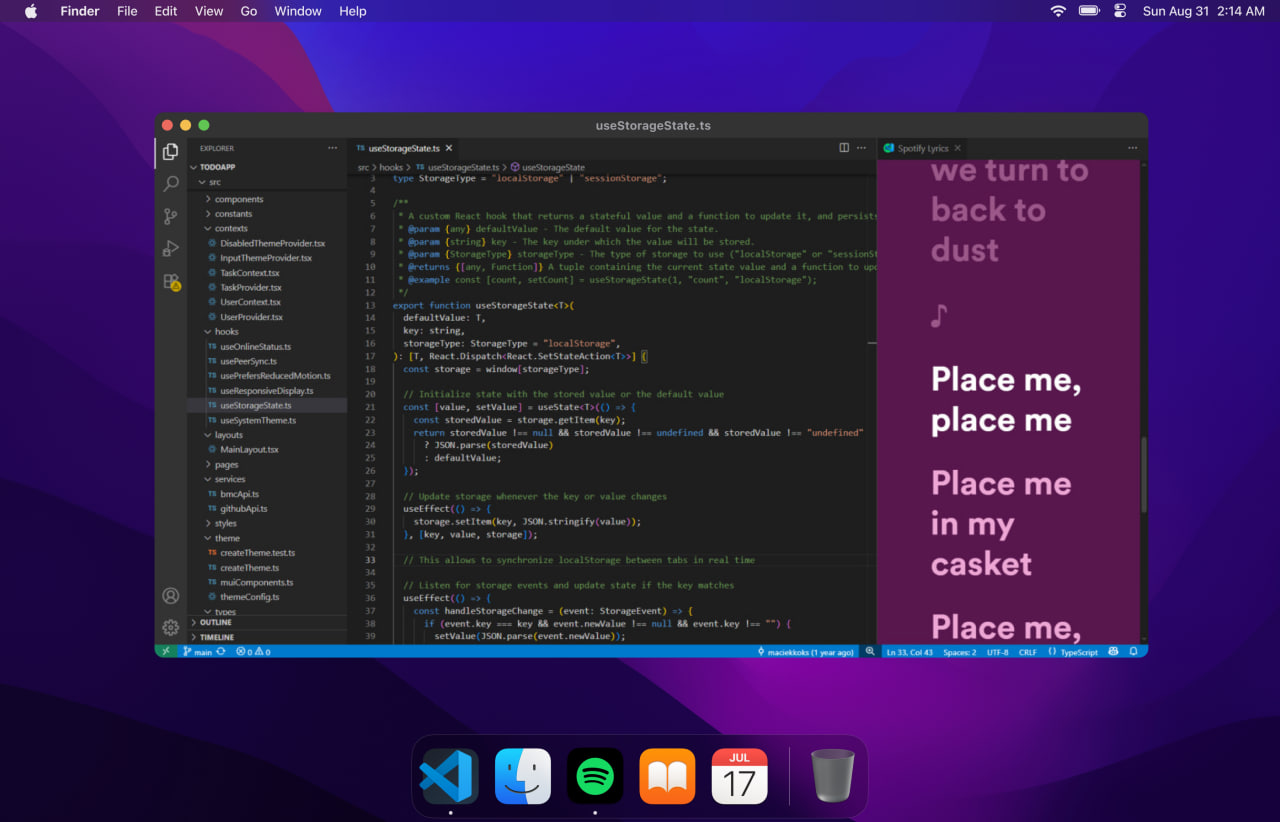 Finder File Edit View Go Window Help
Sun Aug 31 2:14 AM
useStorageState.ts
EXPLORER
TODOAPP
src
components
constants
contexts
DisabledThemeProvider.tsx
InputThemeProvider.tsx
TaskContext.tsx
TaskProvider.tsx
UserContext.tsx
UserProvider.tsx
hooks
TS useOnlineStatus.ts
TS usePeerSync.ts
TS usePrefersReducedMotion.ts
TS useResponsiveDisplay.ts
TS useStorageState.ts
TS useSystemTheme.ts
layouts
MainLayout.tsx
pages
services
TS bmcApi.ts
TS githubApi.ts
styles
theme
TS createTheme.test.ts
TS createTheme.ts
TS muiComponents.ts
TS themeConfig.ts
types
OUTLINE
TIMELINE
TS useStorageState.ts
src > hooks > TS useStorageState.ts > useStorageState
3 type StorageType = "localStorage" | "sessionStorage";
4
5 /**
6 * A custom React hook that returns a stateful value and a function to update it, and persists
7 * @param {any} defaultValue - The default value for the state.
8 * @param {string} key - The key under which the value will be stored.
9 * @param {StorageType} storageType - The type of storage to use ("localStorage" or "sessionSt
10 * @returns {[any, Function]} A tuple containing the current state value and a function to upd
11 * @example const [count, setCount] = useStorageState(1, "count", "localStorage");
12 */
13 export function useStorageState<T>(
14 defaultValue: T,
15 key: string,
16 storageType: StorageType = "localStorage",
17 ): [T, React.Dispatch<React.SetStateAction<T>>] {
18 const storage = window[storageType];
19
20 // Initialize state with the stored value or the default value
21 const [value, setValue] = useState<T>(() => {
22 const storedValue = storage.getItem(key);
23 return storedValue !== null && storedValue !== undefined && storedValue !== "undefined"
24 ? JSON.parse(storedValue)
25 : defaultValue;
26 });
27
28 // Update storage whenever the key or value changes
29 useEffect(() => {
30 storage.setItem(key, JSON.stringify(value));
31 }, [key, value, storage]);
32
33 // This allows to synchronize localStorage between tabs in real time
34
35 // Listen for storage events and update state if the key matches
36 useEffect(() => {
37 const handleStorageChange = (event: StorageEvent) => {
38 if (event.key === key && event.newValue !== null && event.key !== "") {
39 setValue(JSON.parse(event.newValue));
Spotify Lyrics
we turn to
back to
dust
♪
Place me,
place me
Place me
in my
casket
Place me,
main 0 0
maciekkoks (1 year ago) Ln 33, Col 43 Spaces: 2 UTF-8 CRLF {} TypeScript
JUL
17